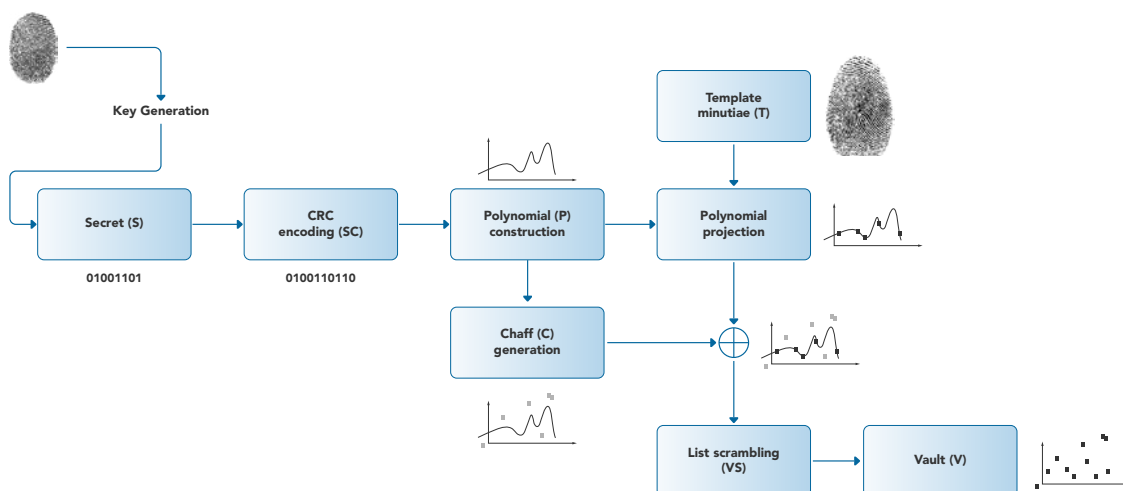 Key Generation
Template
minutiae (T)
Secret (S)
CRC
encoding (SC)
Polynomial (P)
construction
Polynomial
projection
01001101
0100110110
Chaff (C)
generation
List scrambling
(VS)
Vault (V)